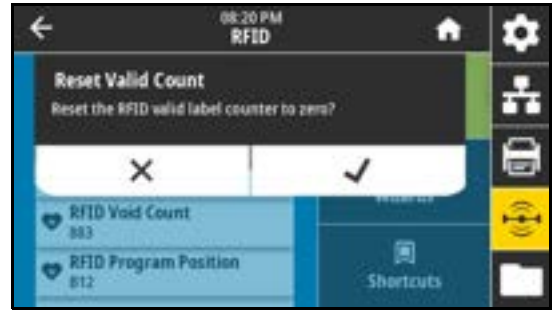 08:20 PM
RFID
Reset Valid Count
Reset the RFID valid label counter to zero?
RFID Void Count
883
RFID Program Position
B12
Shortcuts